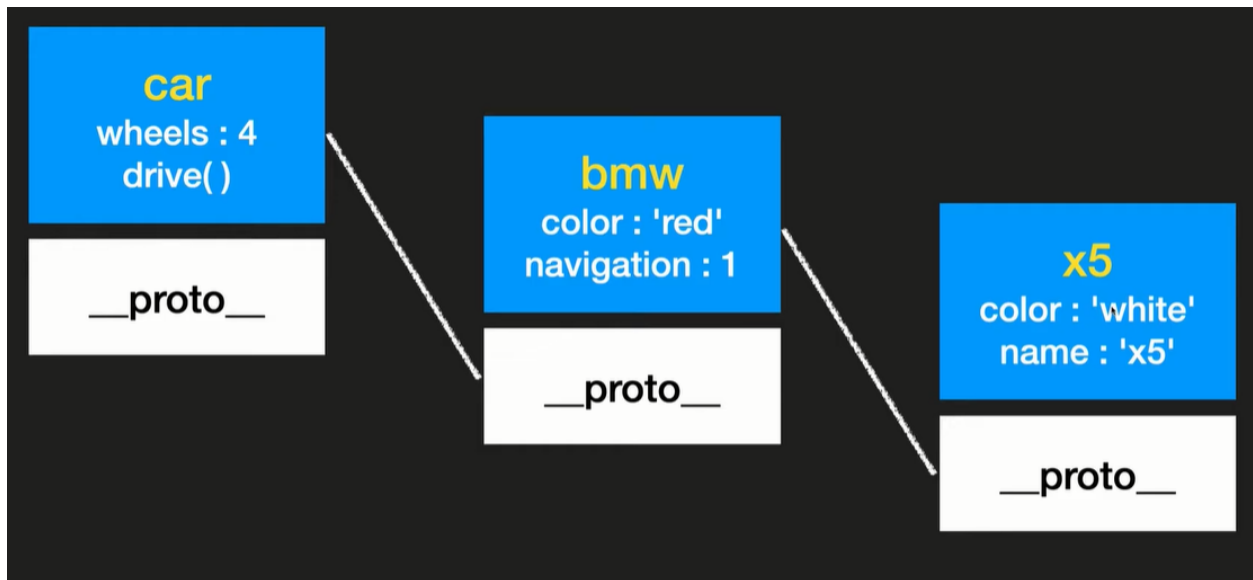 car
wheels : 4
drive( )
__proto__
bmw
color : 'red'
navigation : 1
__proto__
x5
color : 'white'
name : 'x5'
__proto__